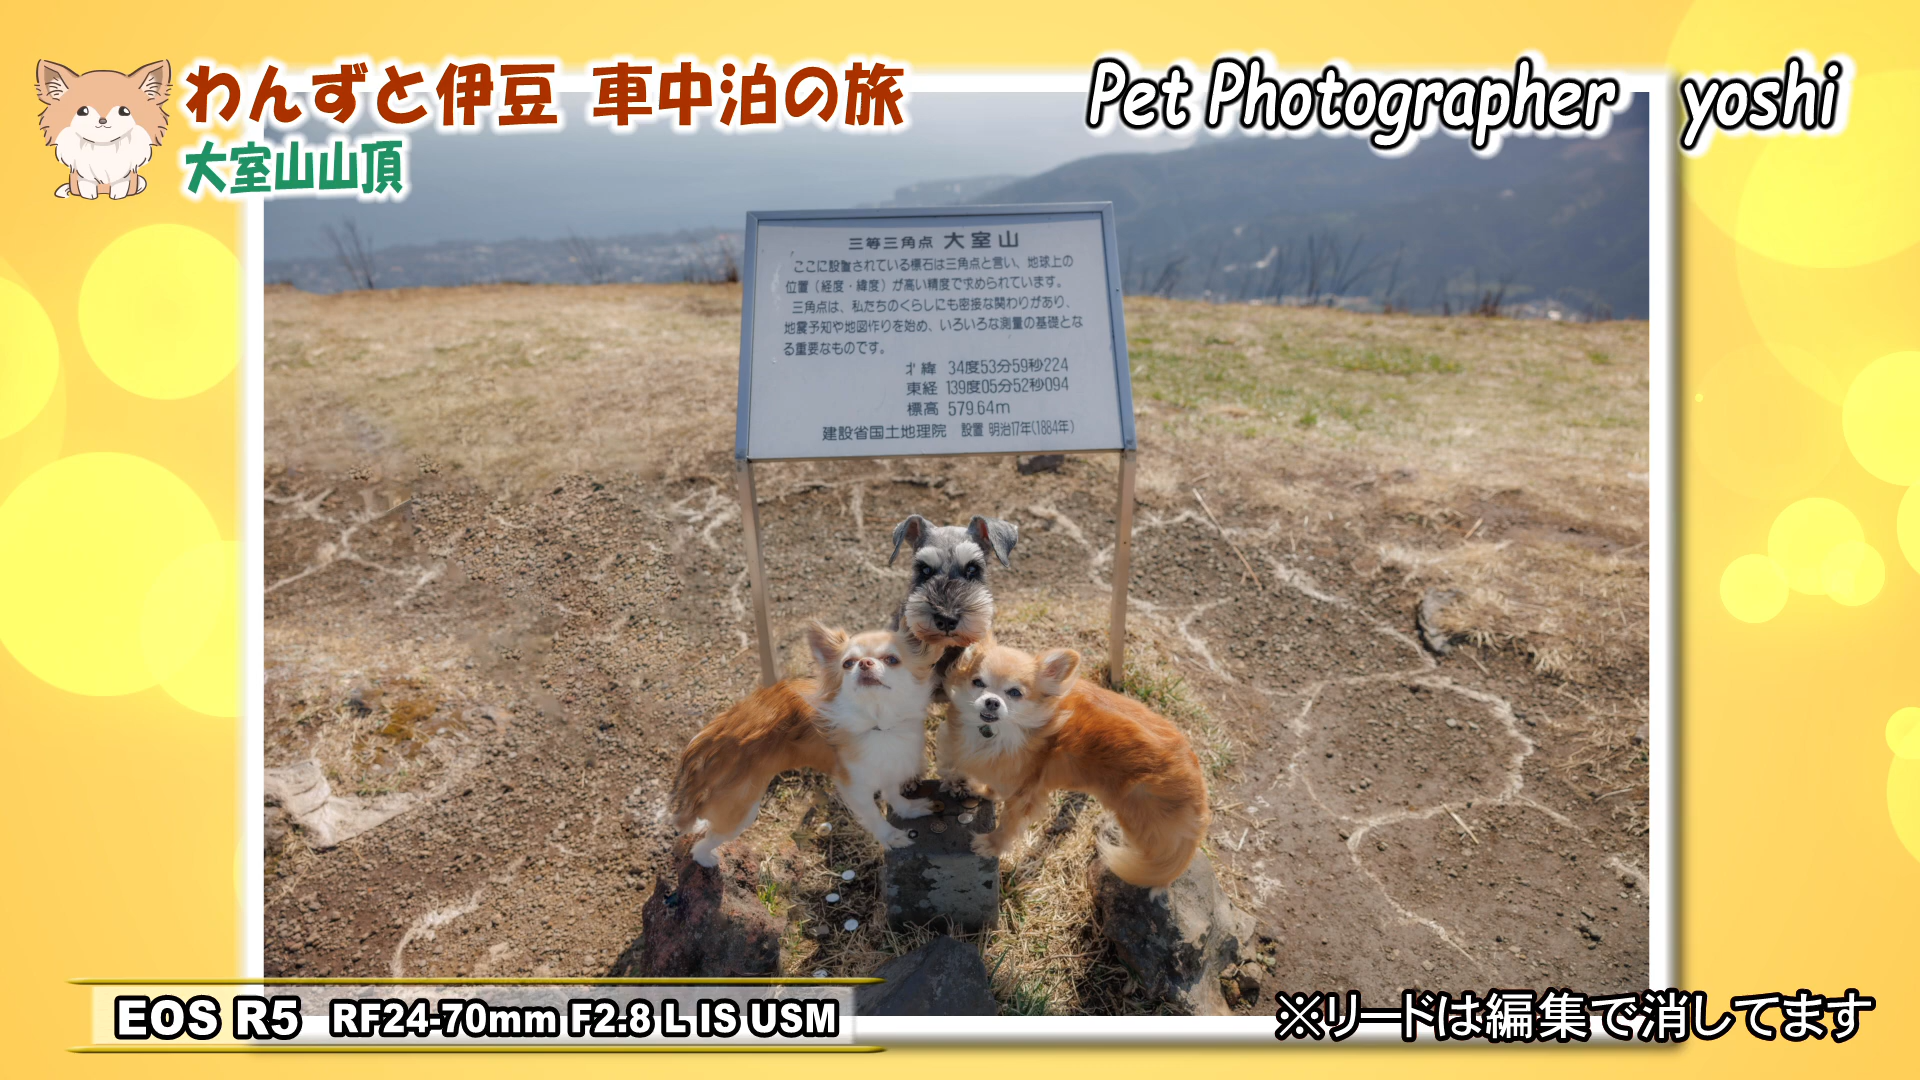 わんずと伊豆 車中泊の旅
大室山山頂
Pet Photographer yoshi
三等三角点 大室山
ここに設置されている標石は三角点と言い、地球上の
位置(経度・緯度)が高い精度で求められています。
三角点は、私たちのくらしにも密接な関わりがあり、
地震予知や地図作りを始め、いろいろな測量の基礎とな
る重要なものです。
北緯 34度53分59秒224
東経 139度05分52秒094
標高 579.64m
建設省国土地理院 設置 明治17年(1884年)
EOS R5 RF24-70mm F2.8 L IS USM
※リードは編集で消してます